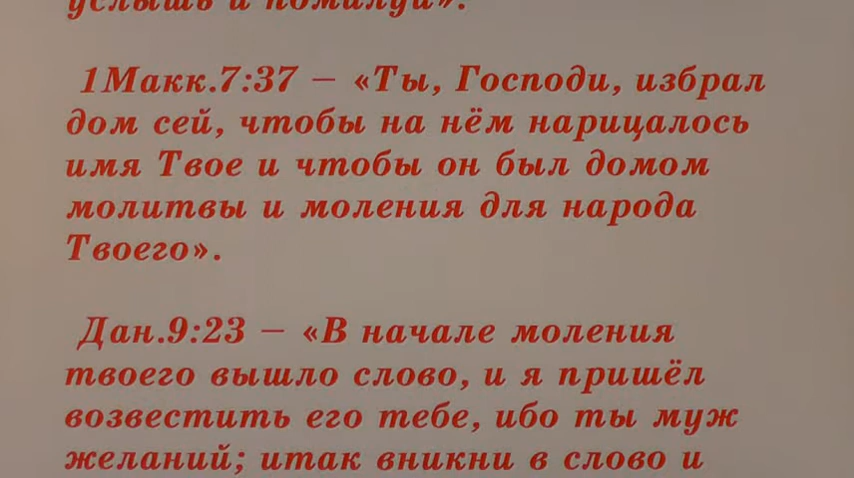 услышь и помилуй».
1Макк.7:37 – «Ты, Господи, избрал
дом сей, чтобы на нём нарицалось
имя Твое и чтобы он был домом
молитвы и моления для народа
Твоего».
Дан.9:23 – «В начале моления
твоего вышло слово, и я пришёл
возвестить его тебе, ибо ты муж
желаний; итак вникни в слово и